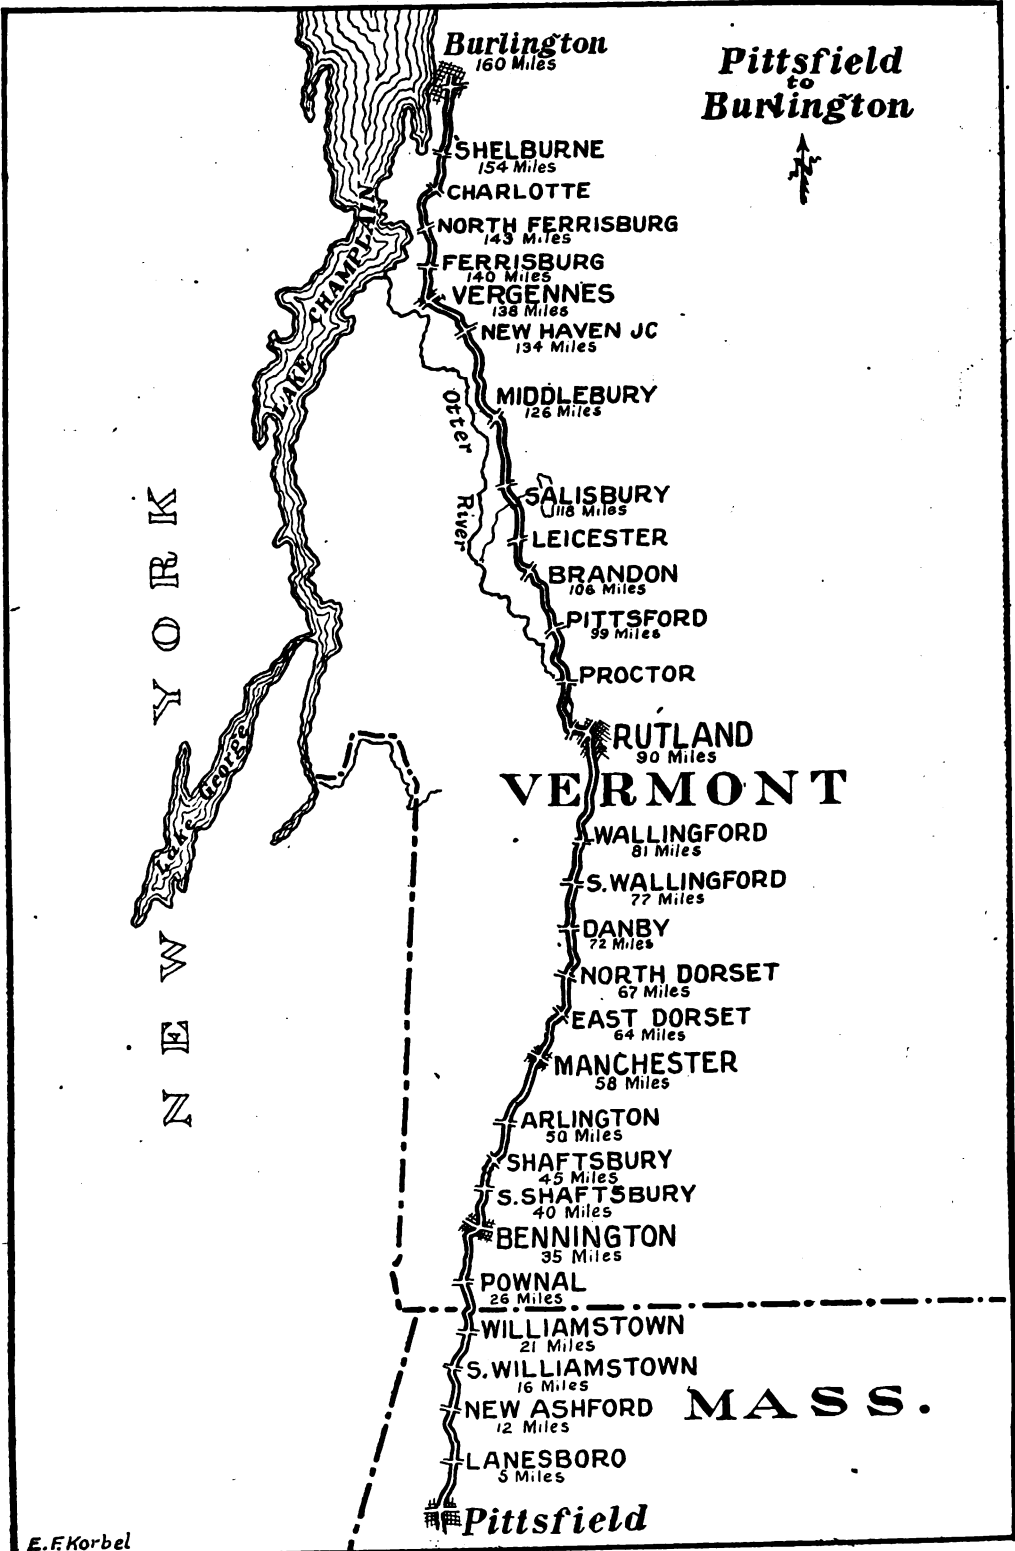 Pittsfield
to
Burlington
N
Burlington
160 Miles
SHELBURNE
154 Miles
CHARLOTTE
NORTH FERRISBURG
143 Miles
FERRISBURG
140 Miles
VERGENNES
138 Miles
NEW HAVEN JC
134 Miles
MIDDLEBURY
126 Miles
SALISBURY
118 Miles
LEICESTER
BRANDON
106 Miles
PITTSFORD
99 Miles
PROCTOR
RUTLAND
90 Miles
VERMONT
WALLINGFORD
81 Miles
S. WALLINGFORD
77 Miles
DANBY
72 Miles
NORTH DORSET
67 Miles
EAST DORSET
64 Miles
MANCHESTER
58 Miles
ARLINGTON
50 Miles
SHAFTSBURY
45 Miles
S. SHAFTSBURY
40 Miles
BENNINGTON
35 Miles
POWNAL
26 Miles
WILLIAMSTOWN
21 Miles
S. WILLIAMSTOWN
16 Miles
NEW ASHFORD
12 Miles
MASS.
LANESBORO
5 Miles
Pittsfield
LAKE CHAMPLAIN
Otter River
Lake George
NEW YORK
E. F. Korbel